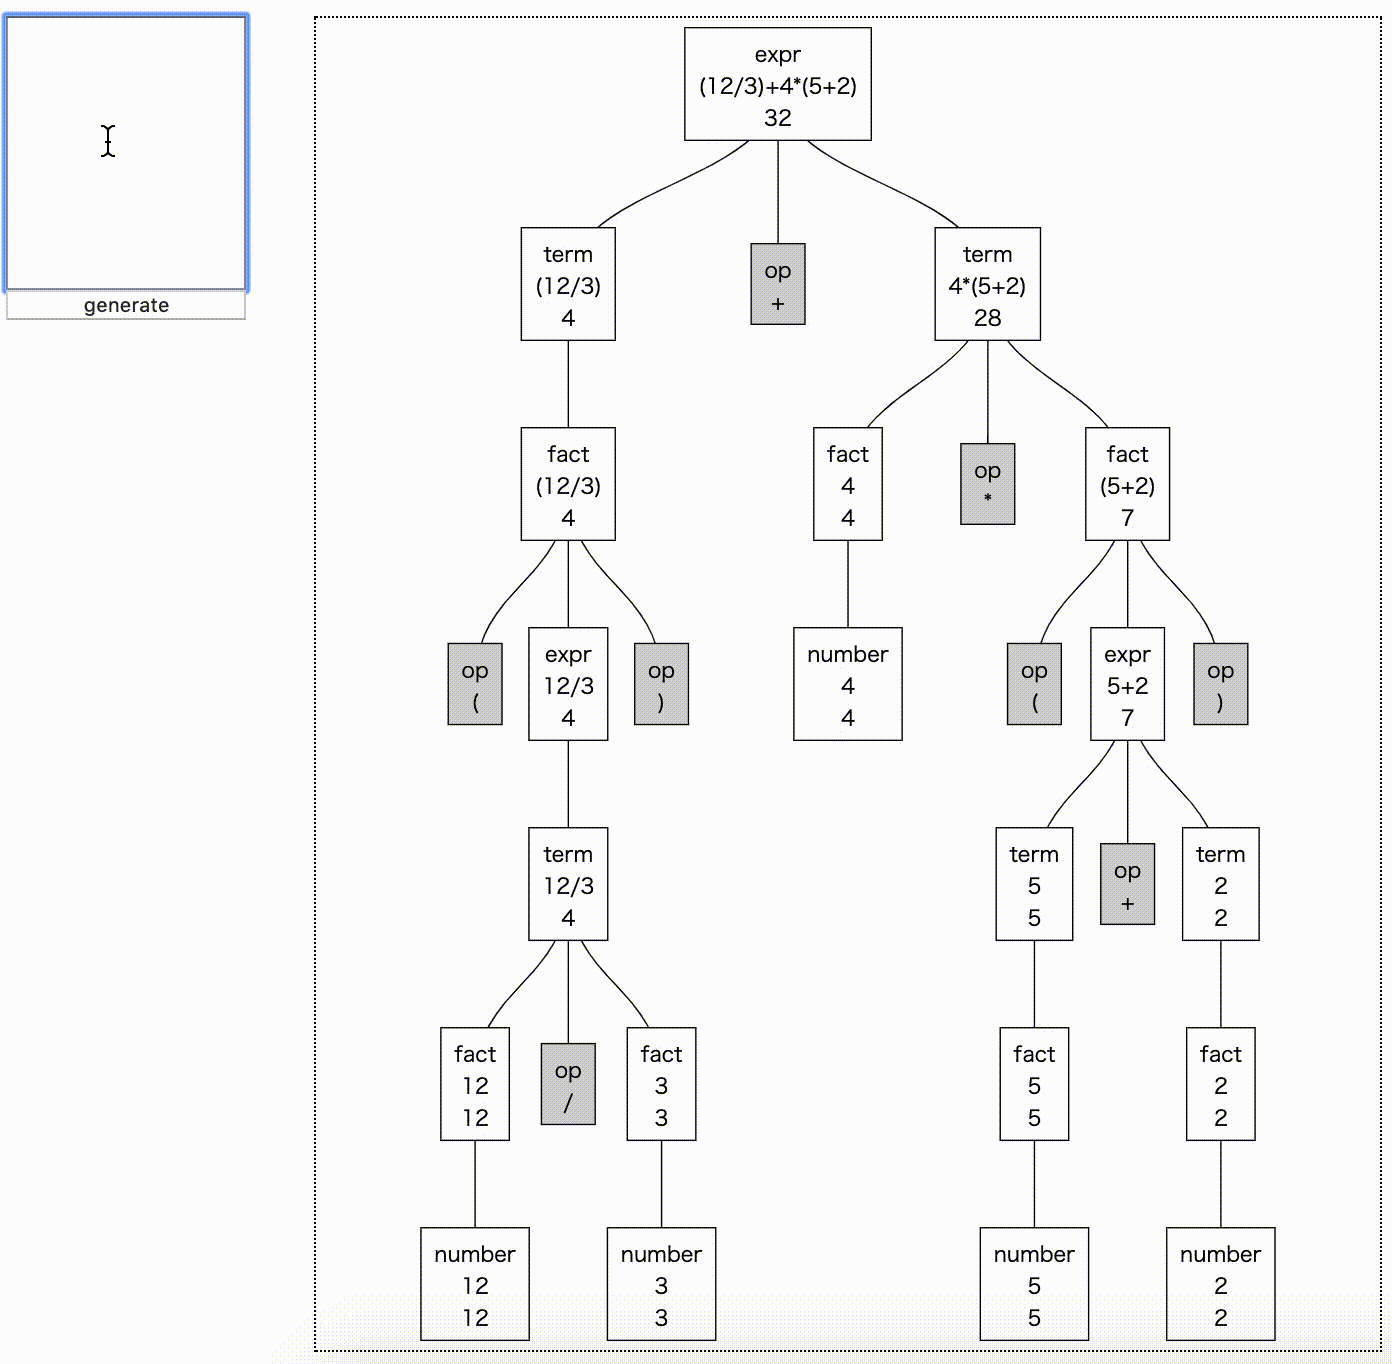 generate
expr
(12/3)+4*(5+2)
32
term
(12/3)
4
op
+
term
4*(5+2)
28
fact
(12/3)
4
fact
4
4
op
*
fact
(5+2)
7
op
(
expr
12/3
4
op
)
number
4
4
op
(
expr
5+2
7
op
)
term
12/3
4
term
5
5
op
+
term
2
2
fact
12
12
op
/
fact
3
3
fact
5
5
fact
2
2
number
12
12
number
3
3
number
5
5
number
2
2